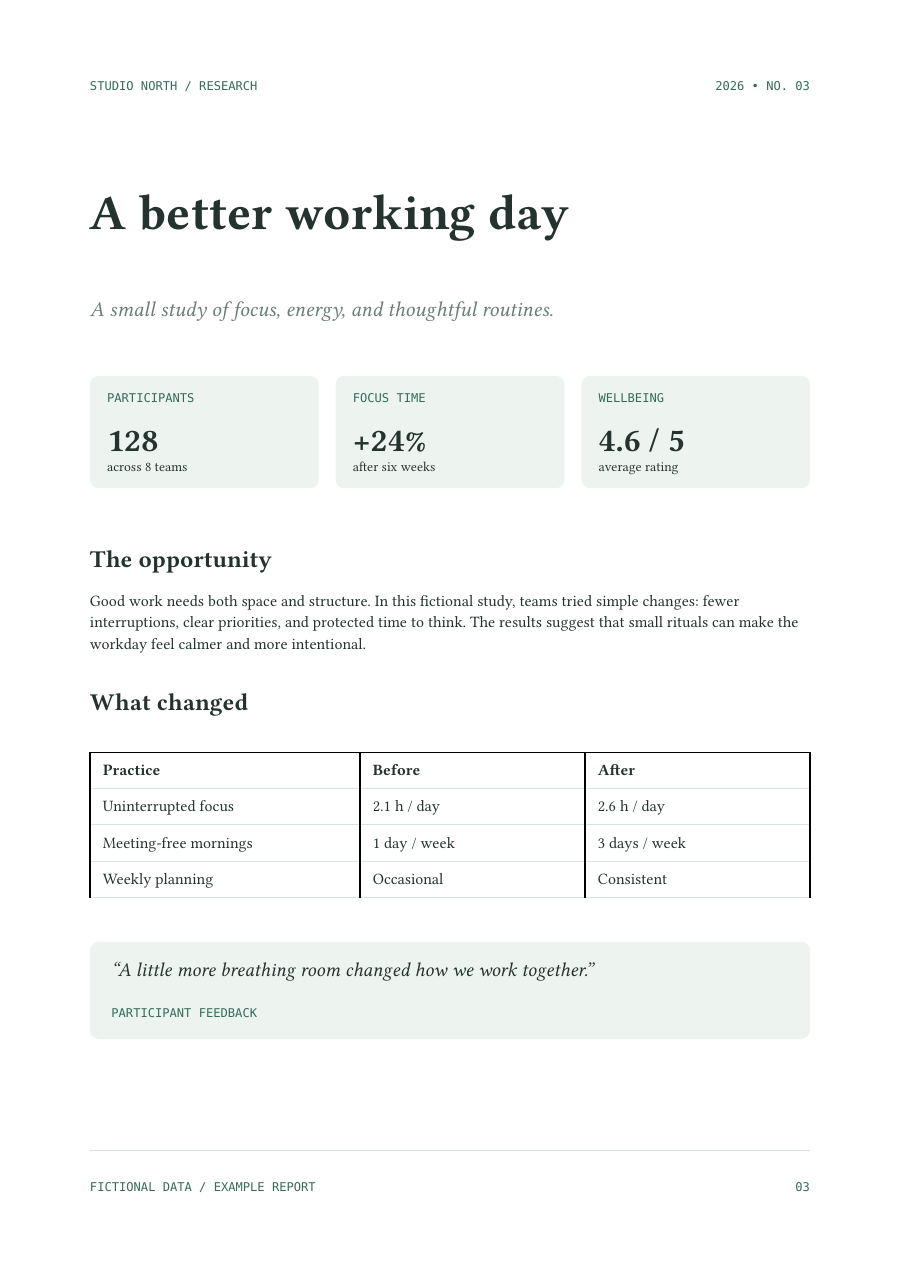 STUDIO NORTH / RESEARCH
2026 • NO. 03
A better working day
A small study of focus, energy, and thoughtful routines.
PARTICIPANTS
128
across 8 teams
FOCUS TIME
+24%
after six weeks
WELLBEING
4.6 / 5
average rating
The opportunity
Good work needs both space and structure. In this fictional study, teams tried simple changes: fewer
interruptions, clear priorities, and protected time to think. The results suggest that small rituals can make the
workday feel calmer and more intentional.
What changed
Practice Before After
Uninterrupted focus 2.1 h / day 2.6 h / day
Meeting-free mornings 1 day / week 3 days / week
Weekly planning Occasional Consistent
“A little more breathing room changed how we work together.”
PARTICIPANT FEEDBACK
FICTIONAL DATA / EXAMPLE REPORT
03